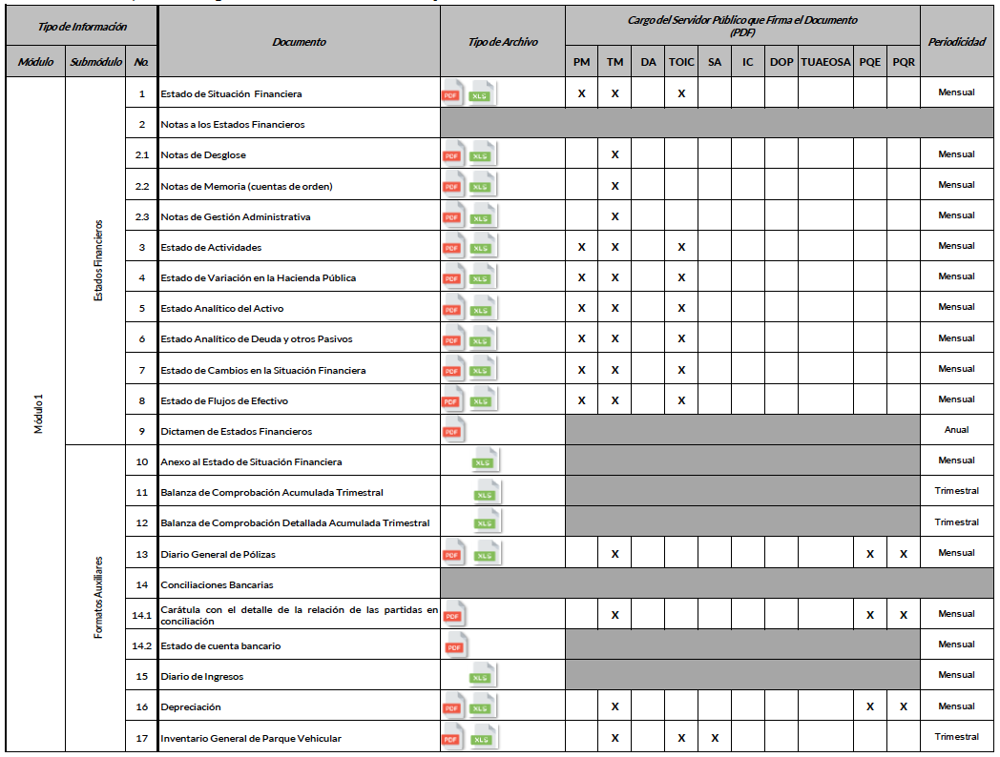 Tipo de Información
Documento
Tipo de Archivo
Cargo del Servidor Público que Firma el Documento
(PDF)
Periodicidad
Módulo Submódulo No.
PM TM DA TOIC SA IC DOP TUAEOSA PQE PQR
Módulo 1
Estados Financieros
1 Estado de Situación Financiera PDF XLS X X X Mensual
2 Notas a los Estados Financieros
2.1 Notas de Desglose PDF XLS X Mensual
2.2 Notas de Memoria (cuentas de orden) PDF XLS X Mensual
2.3 Notas de Gestión Administrativa PDF XLS X Mensual
3 Estado de Actividades PDF XLS X X X Mensual
4 Estado de Variación en la Hacienda Pública PDF XLS X X X Mensual
5 Estado Analítico del Activo PDF XLS X X X Mensual
6 Estado Analítico de Deuda y otros Pasivos PDF XLS X X X Mensual
7 Estado de Cambios en la Situación Financiera PDF XLS X X X Mensual
8 Estado de Flujos de Efectivo PDF XLS X X X Mensual
9 Dictamen de Estados Financieros PDF Anual
Formatos Auxiliares
10 Anexo al Estado de Situación Financiera XLS Mensual
11 Balanza de Comprobación Acumulada Trimestral XLS Trimestral
12 Balanza de Comprobación Detallada Acumulada Trimestral XLS Trimestral
13 Diario General de Pólizas PDF XLS X X X Mensual
14 Conciliaciones Bancarias
14.1 Carátula con el detalle de la relación de las partidas en
conciliación PDF X X X Mensual
14.2 Estado de cuenta bancario PDF Mensual
15 Diario de Ingresos XLS Mensual
16 Depreciación PDF XLS X X X Mensual
17 Inventario General de Parque Vehicular PDF XLS X X X Trimestral